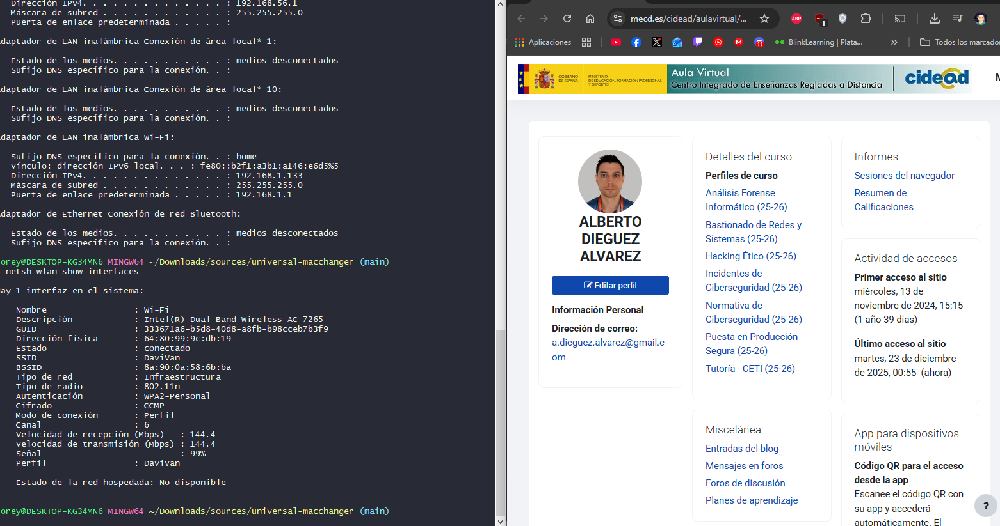 Dirección IPv4. . . . . . . . . . . . . . : 192.168.56.1
Máscara de subred . . . . . . . . . . . . : 255.255.255.0
Puerta de enlace predeterminada . . . . . :
daptador de LAN inalámbrica Conexión de área local* 1:
Estado de los medios. . . . . . . . . . . : medios desconectados
Sufijo DNS específico para la conexión. . :
daptador de LAN inalámbrica Conexión de área local* 10:
Estado de los medios. . . . . . . . . . . : medios desconectados
Sufijo DNS específico para la conexión. . :
daptador de LAN inalámbrica Wi-Fi:
Sufijo DNS específico para la conexión. . : home
Vínculo: dirección IPv6 local. . . : fe80::b2f1:a3b1:a146:e6d5%5
Dirección IPv4. . . . . . . . . . . . . . : 192.168.1.133
Máscara de subred . . . . . . . . . . . . : 255.255.255.0
Puerta de enlace predeterminada . . . . . : 192.168.1.1
daptador de Ethernet Conexión de red Bluetooth:
Estado de los medios. . . . . . . . . . . : medios desconectados
Sufijo DNS específico para la conexión. . :
orey@DESKTOP-KG34MN6 MINGW64 ~/Downloads/sources/universal-macchanger (main)
netsh wlan show interfaces
ay 1 interfaz en el sistema:
Nombre : Wi-Fi
Descripción : Intel(R) Dual Band Wireless-AC 7265
GUID : 333671a6-b5d8-40d8-a8fb-b98cceb7b3f9
Dirección física : 64:80:99:9c:db:19
Estado : conectado
SSID : DaviVan
BSSID : 8a:90:0a:58:6b:ba
Tipo de red : Infraestructura
Tipo de radio : 802.11n
Autenticación : WPA2-Personal
Cifrado : CCMP
Modo de conexión : Perfil
Canal : 6
Velocidad de recepción (Mbps) : 144.4
Velocidad de transmisión (Mbps) : 144.4
Señal : 99%
Perfil : DaviVan
Estado de la red hospedada: No disponible
orey@DESKTOP-KG34MN6 MINGW64 ~/Downloads/sources/universal-macchanger (main)
mecd.es/cidead/aulavirtual/...
ABP
1
Aplicaciones
11
BlinkLearning | Plata...
»
Todos los marcado
GOBIERNO DE ESPAÑA
MINISTERIO DE EDUCACIÓN, FORMACIÓN PROFESIONAL Y DEPORTES
Aula Virtual
Centro Integrado de Enseñanzas Regladas a Distancia
cidead
M
ALBERTO
DIEGUEZ
ALVAREZ
Editar perfil
Información Personal
Dirección de correo:
a.dieguez.alvarez@gmail.c
om
Detalles del curso
Perfiles de curso
Análisis Forense
Informático (25-26)
Bastionado de Redes y
Sistemas (25-26)
Hacking Ético (25-26)
Incidentes de
Ciberseguridad (25-26)
Normativa de
Ciberseguridad (25-26)
Puesta en Producción
Segura (25-26)
Tutoría - CETI (25-26)
Miscelánea
Entradas del blog
Mensajes en foros
Foros de discusión
Planes de aprendizaje
Informes
Sesiones del navegador
Resumen de
Calificaciones
Actividad de accesos
Primer acceso al sitio
miércoles, 13 de
noviembre de 2024, 15:15
(1 año 39 días)
Último acceso al sitio
martes, 23 de diciembre
de 2025, 00:55 (ahora)
App para dispositivos
móviles
Código QR para el acceso
desde la app
Escanee el código QR con
su app y accederá
automáticamente. El
?